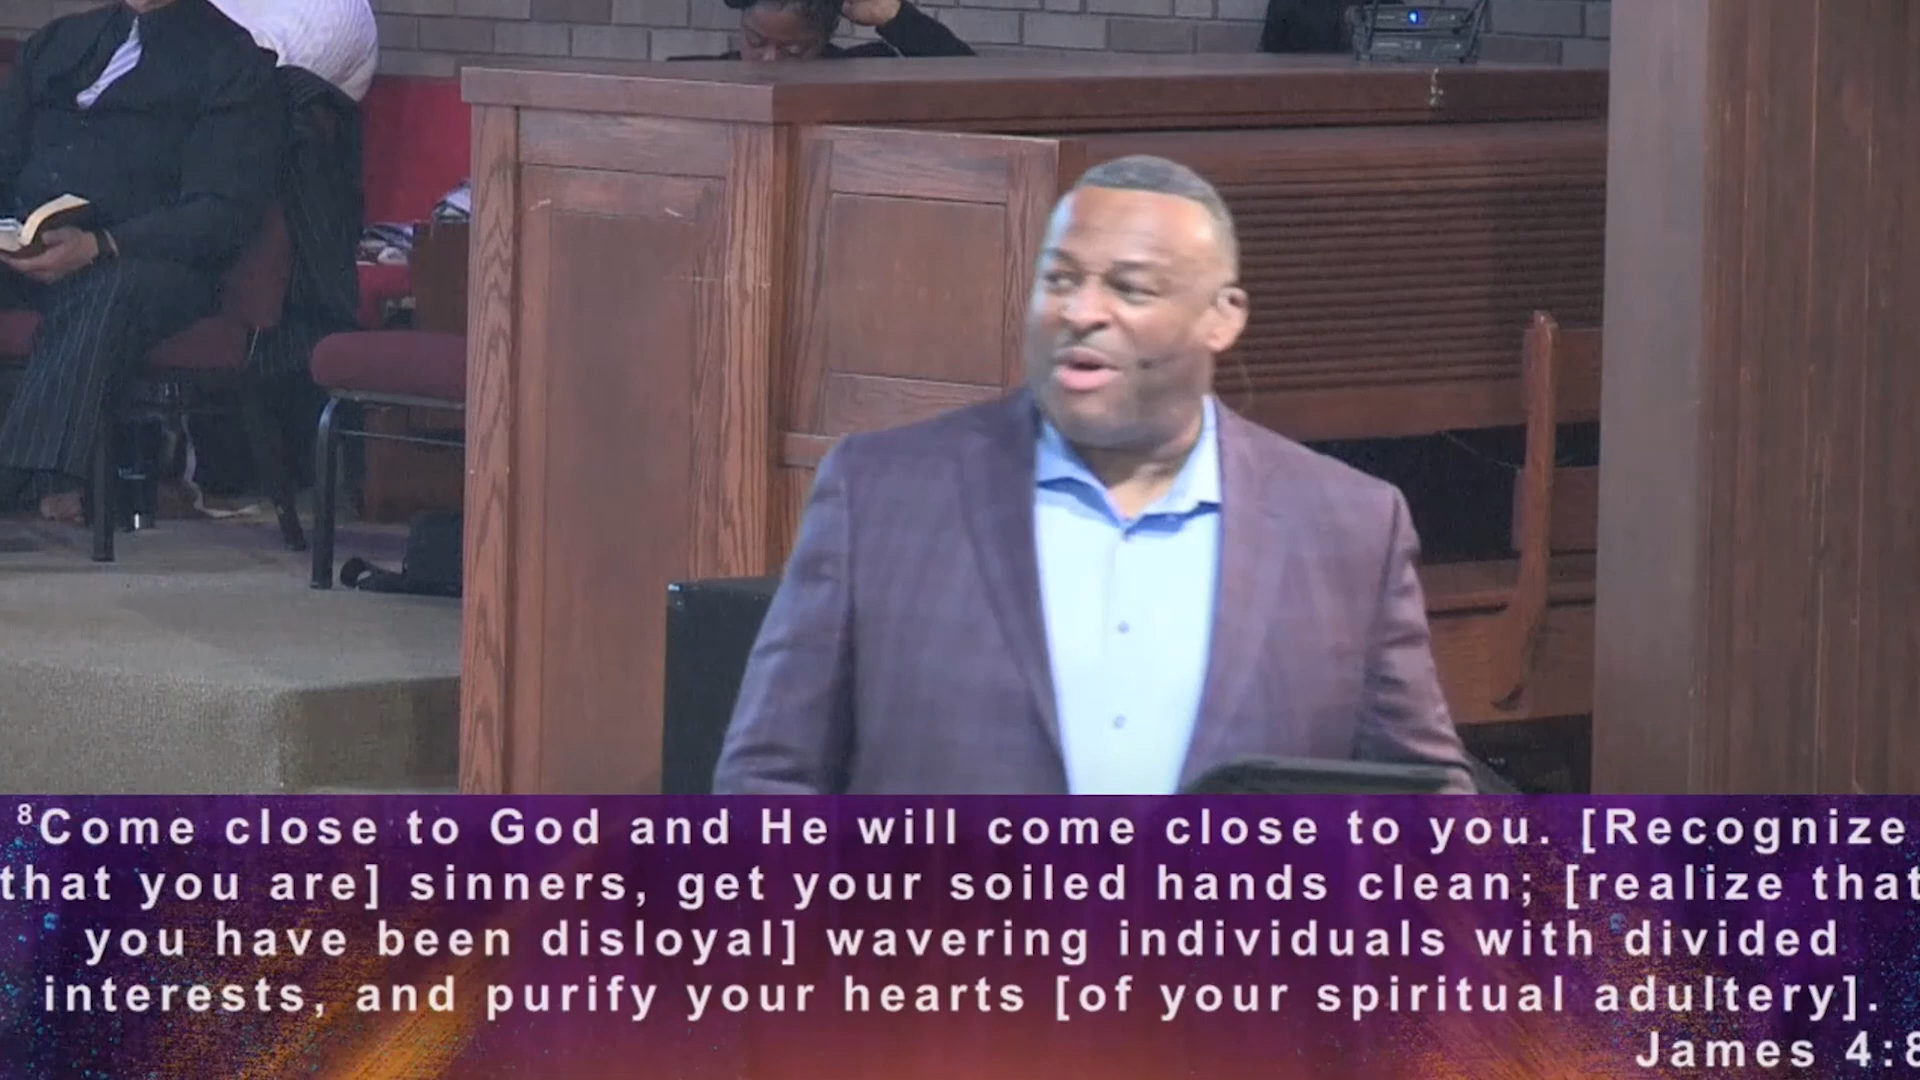 ⁸Come close to God and He will come close to you. [Recognize
that you are] sinners, get your soiled hands clean; [realize that
you have been disloyal] wavering individuals with divided
interests, and purify your hearts [of your spiritual adultery].
James 4:8